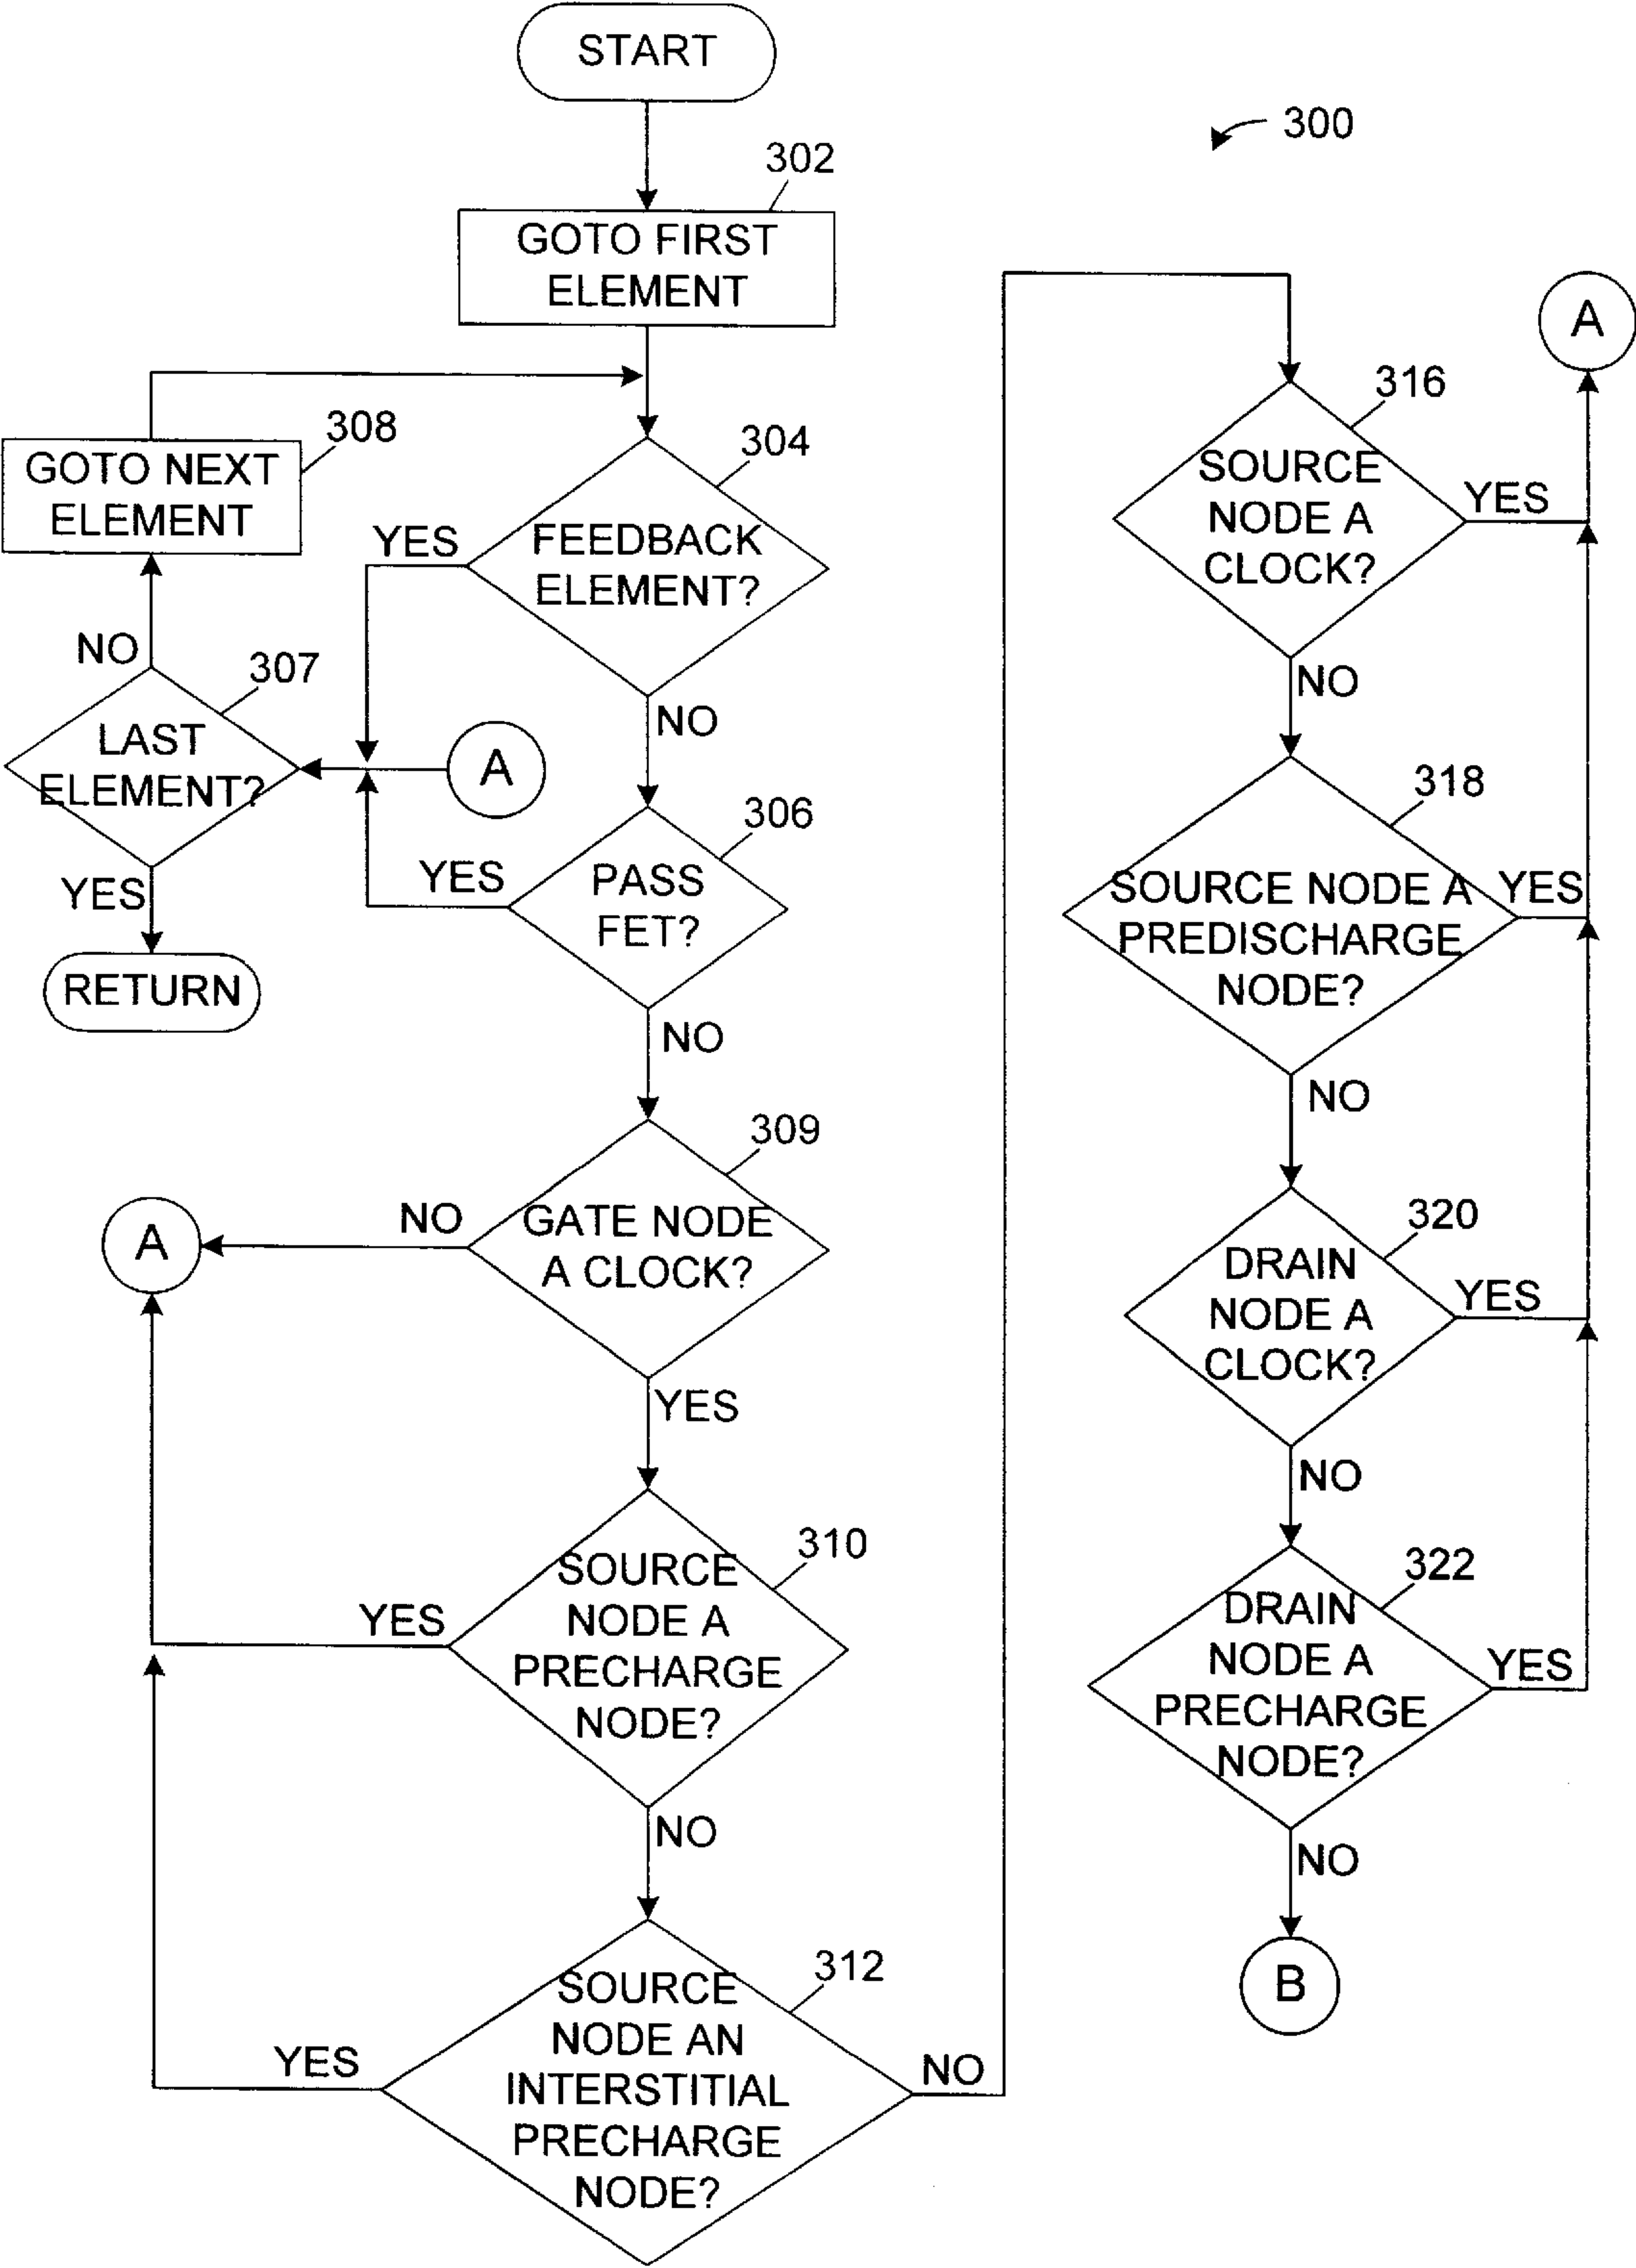 START
300
302
GOTO FIRST
ELEMENT
308
GOTO NEXT
ELEMENT
304
FEEDBACK
ELEMENT?
YES
NO
NO
307
LAST
ELEMENT?
A
YES
RETURN
306
PASS
FET?
YES
NO
309
GATE NODE
A CLOCK?
NO
A
YES
310
SOURCE
NODE A
PRECHARGE
NODE?
YES
NO
312
SOURCE
NODE AN
INTERSTITIAL
PRECHARGE
NODE?
YES
NO
A
316
SOURCE
NODE A
CLOCK?
YES
NO
318
SOURCE NODE A
PREDISCHARGE
NODE?
YES
NO
320
DRAIN
NODE A
CLOCK?
YES
NO
322
DRAIN
NODE A
PRECHARGE
NODE?
YES
NO
B